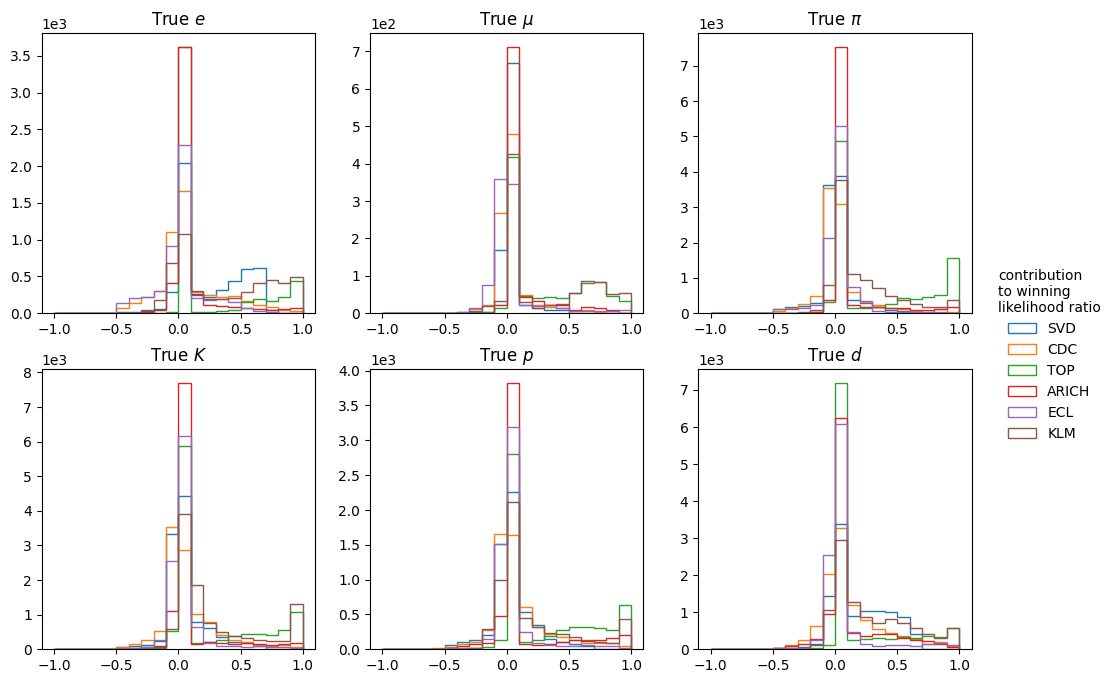 True e
1e3
3.5
3.0
2.5
2.0
1.5
1.0
0.5
0.0
−1.0 −0.5 0.0 0.5 1.0
True μ
1e2
7
6
5
4
3
2
1
0
−1.0 −0.5 0.0 0.5 1.0
True π
1e3
7
6
5
4
3
2
1
0
−1.0 −0.5 0.0 0.5 1.0
True K
1e3
8
7
6
5
4
3
2
1
0
−1.0 −0.5 0.0 0.5 1.0
True p
1e3
4.0
3.5
3.0
2.5
2.0
1.5
1.0
0.5
0.0
−1.0 −0.5 0.0 0.5 1.0
True d
1e3
7
6
5
4
3
2
1
0
−1.0 −0.5 0.0 0.5 1.0
contribution
to winning
likelihood ratio
SVD
CDC
TOP
ARICH
ECL
KLM